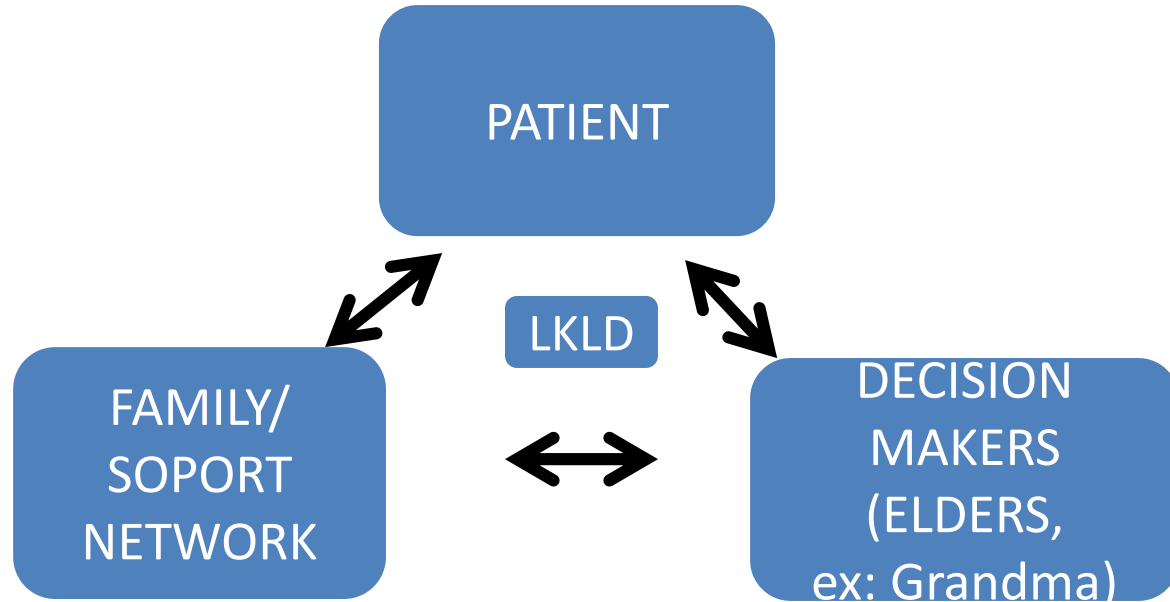 PATIENT
LKLD
FAMILY/
SOPORT
NETWORK
DECISION
MAKERS
(ELDERS,
ex: Grandma)